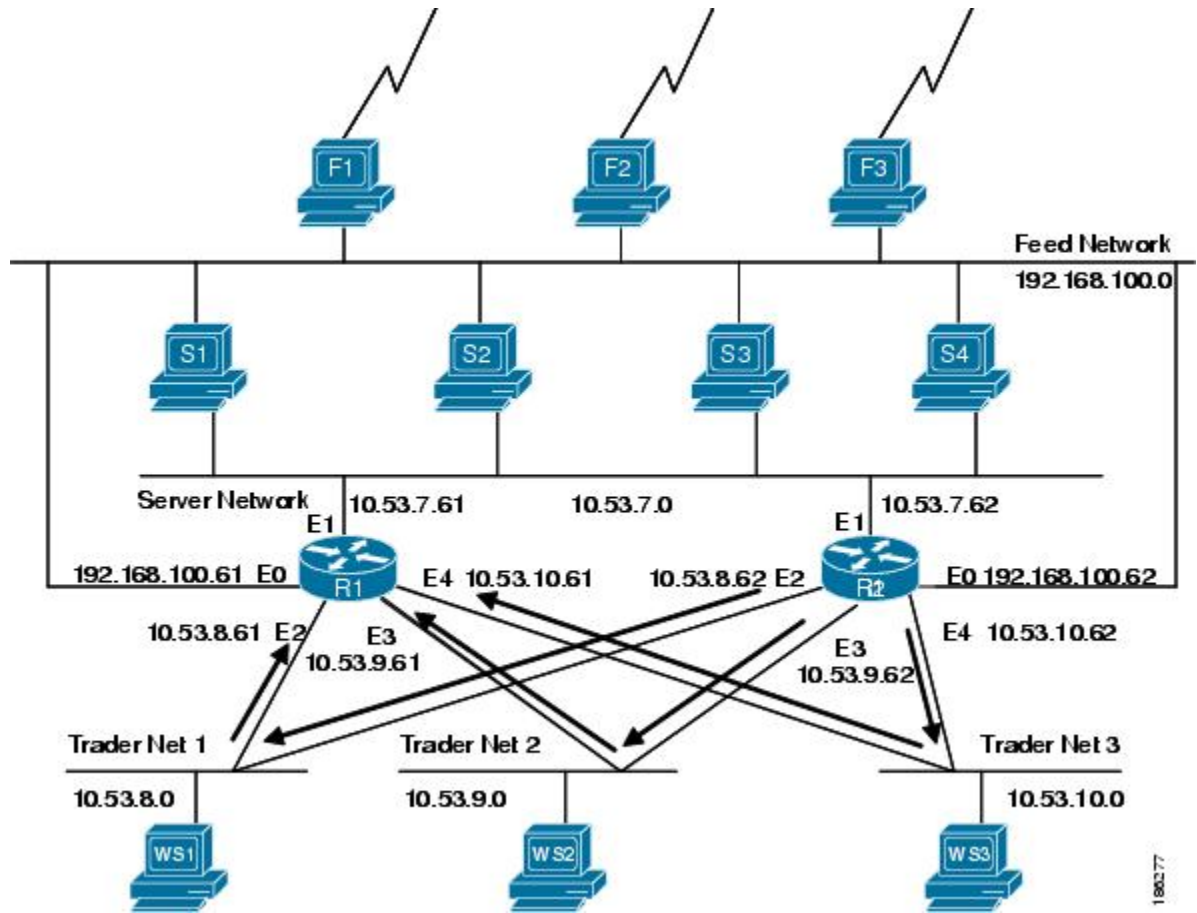 F1
F2
F3
Feed Network
192.168.100.0
S1
S2
S3
S4
Server Network
10.53.7.61
10.53.7.0
10.53.7.62
E1
E1
192.168.100.61 E0
R1
E4 10.53.10.61
10.53.8.62 E2
E0 192.168.100.62
10.53.8.61 E2
E3
10.53.9.61
E3
10.53.9.62
E4 10.53.10.62
Trader Net 1
Trader Net 2
Trader Net 3
10.53.8.0
10.53.9.0
10.53.10.0
WS1
WS2
WS3
186277